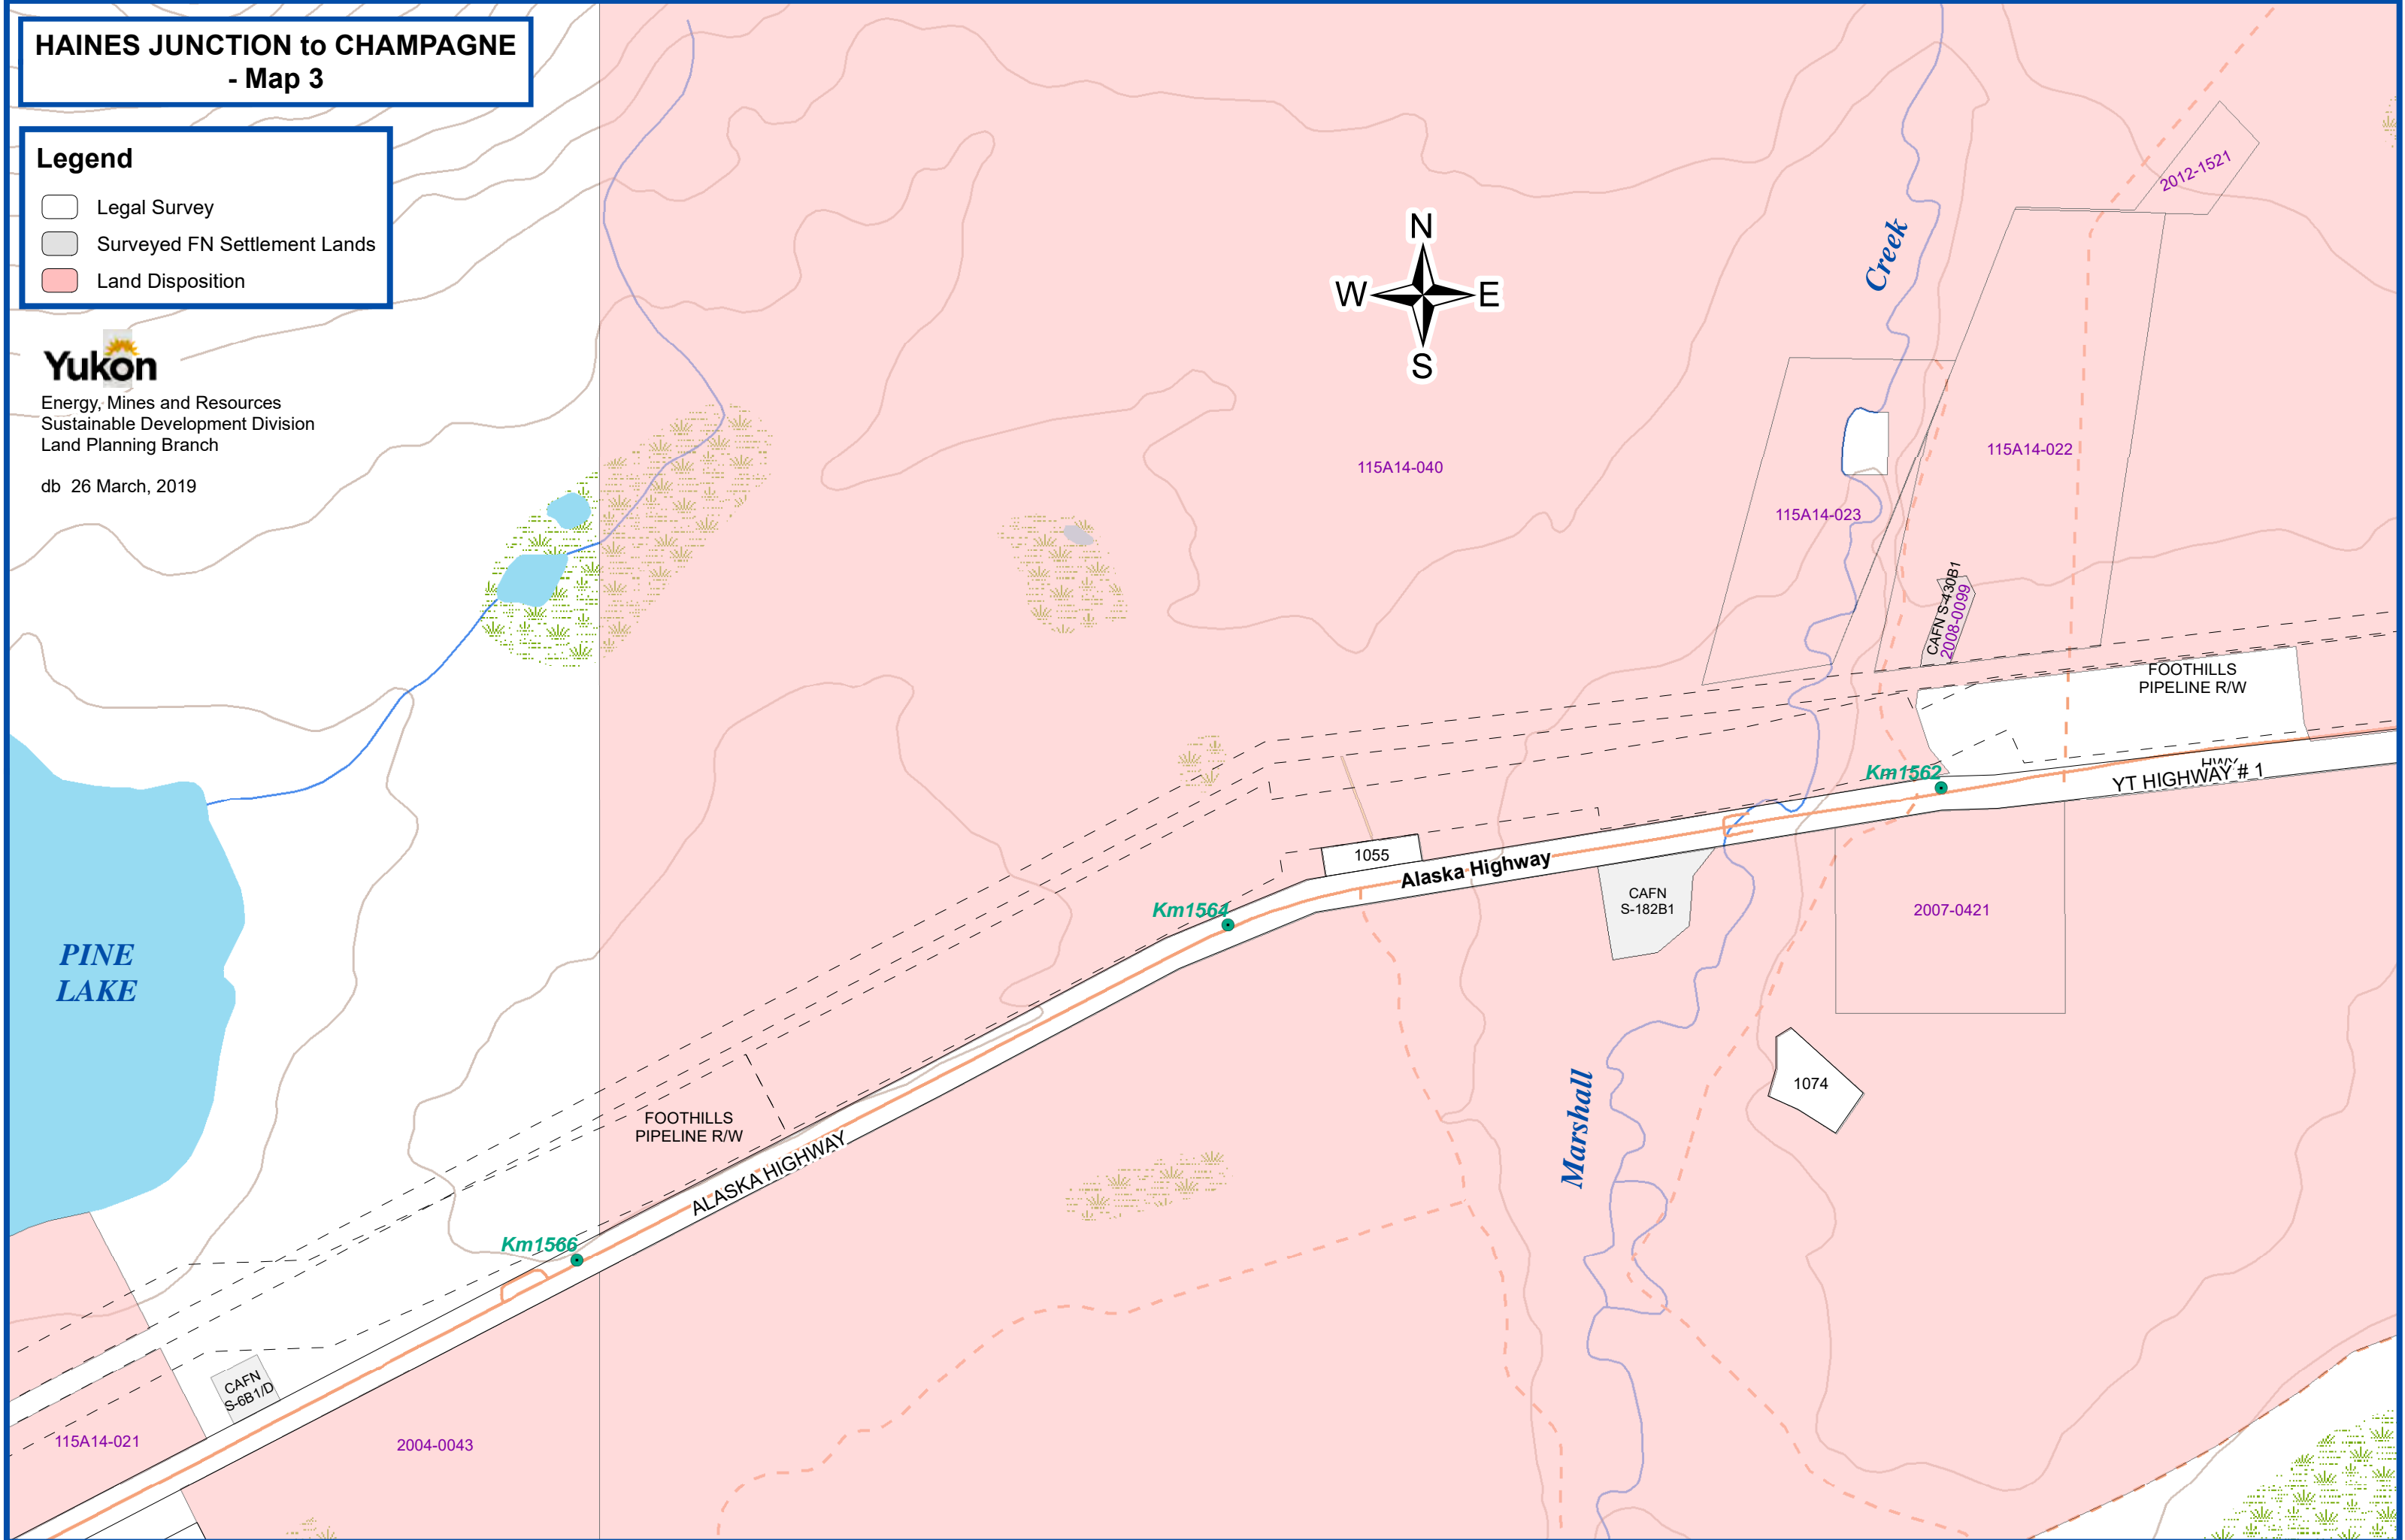 HAINES JUNCTION to CHAMPAGNE
- Map 3
Legend
Legal Survey
Surveyed FN Settlement Lands
Land Disposition
Yukon
Energy, Mines and Resources
Sustainable Development Division
Land Planning Branch
db 26 March, 2019
N
W
E
S
2012-1521
Creek
115A14-040
115A14-022
115A14-023
CAFN S-430B1
2008-0099
FOOTHILLS
PIPELINE R/W
Km1562
HWY
YT HIGHWAY # 1
1055
Alaska Highway
CAFN
S-182B1
2007-0421
Km1564
PINE
LAKE
1074
Marshall
FOOTHILLS
PIPELINE R/W
ALASKA HIGHWAY
Km1566
CAFN
S-6B1/D
115A14-021
2004-0043